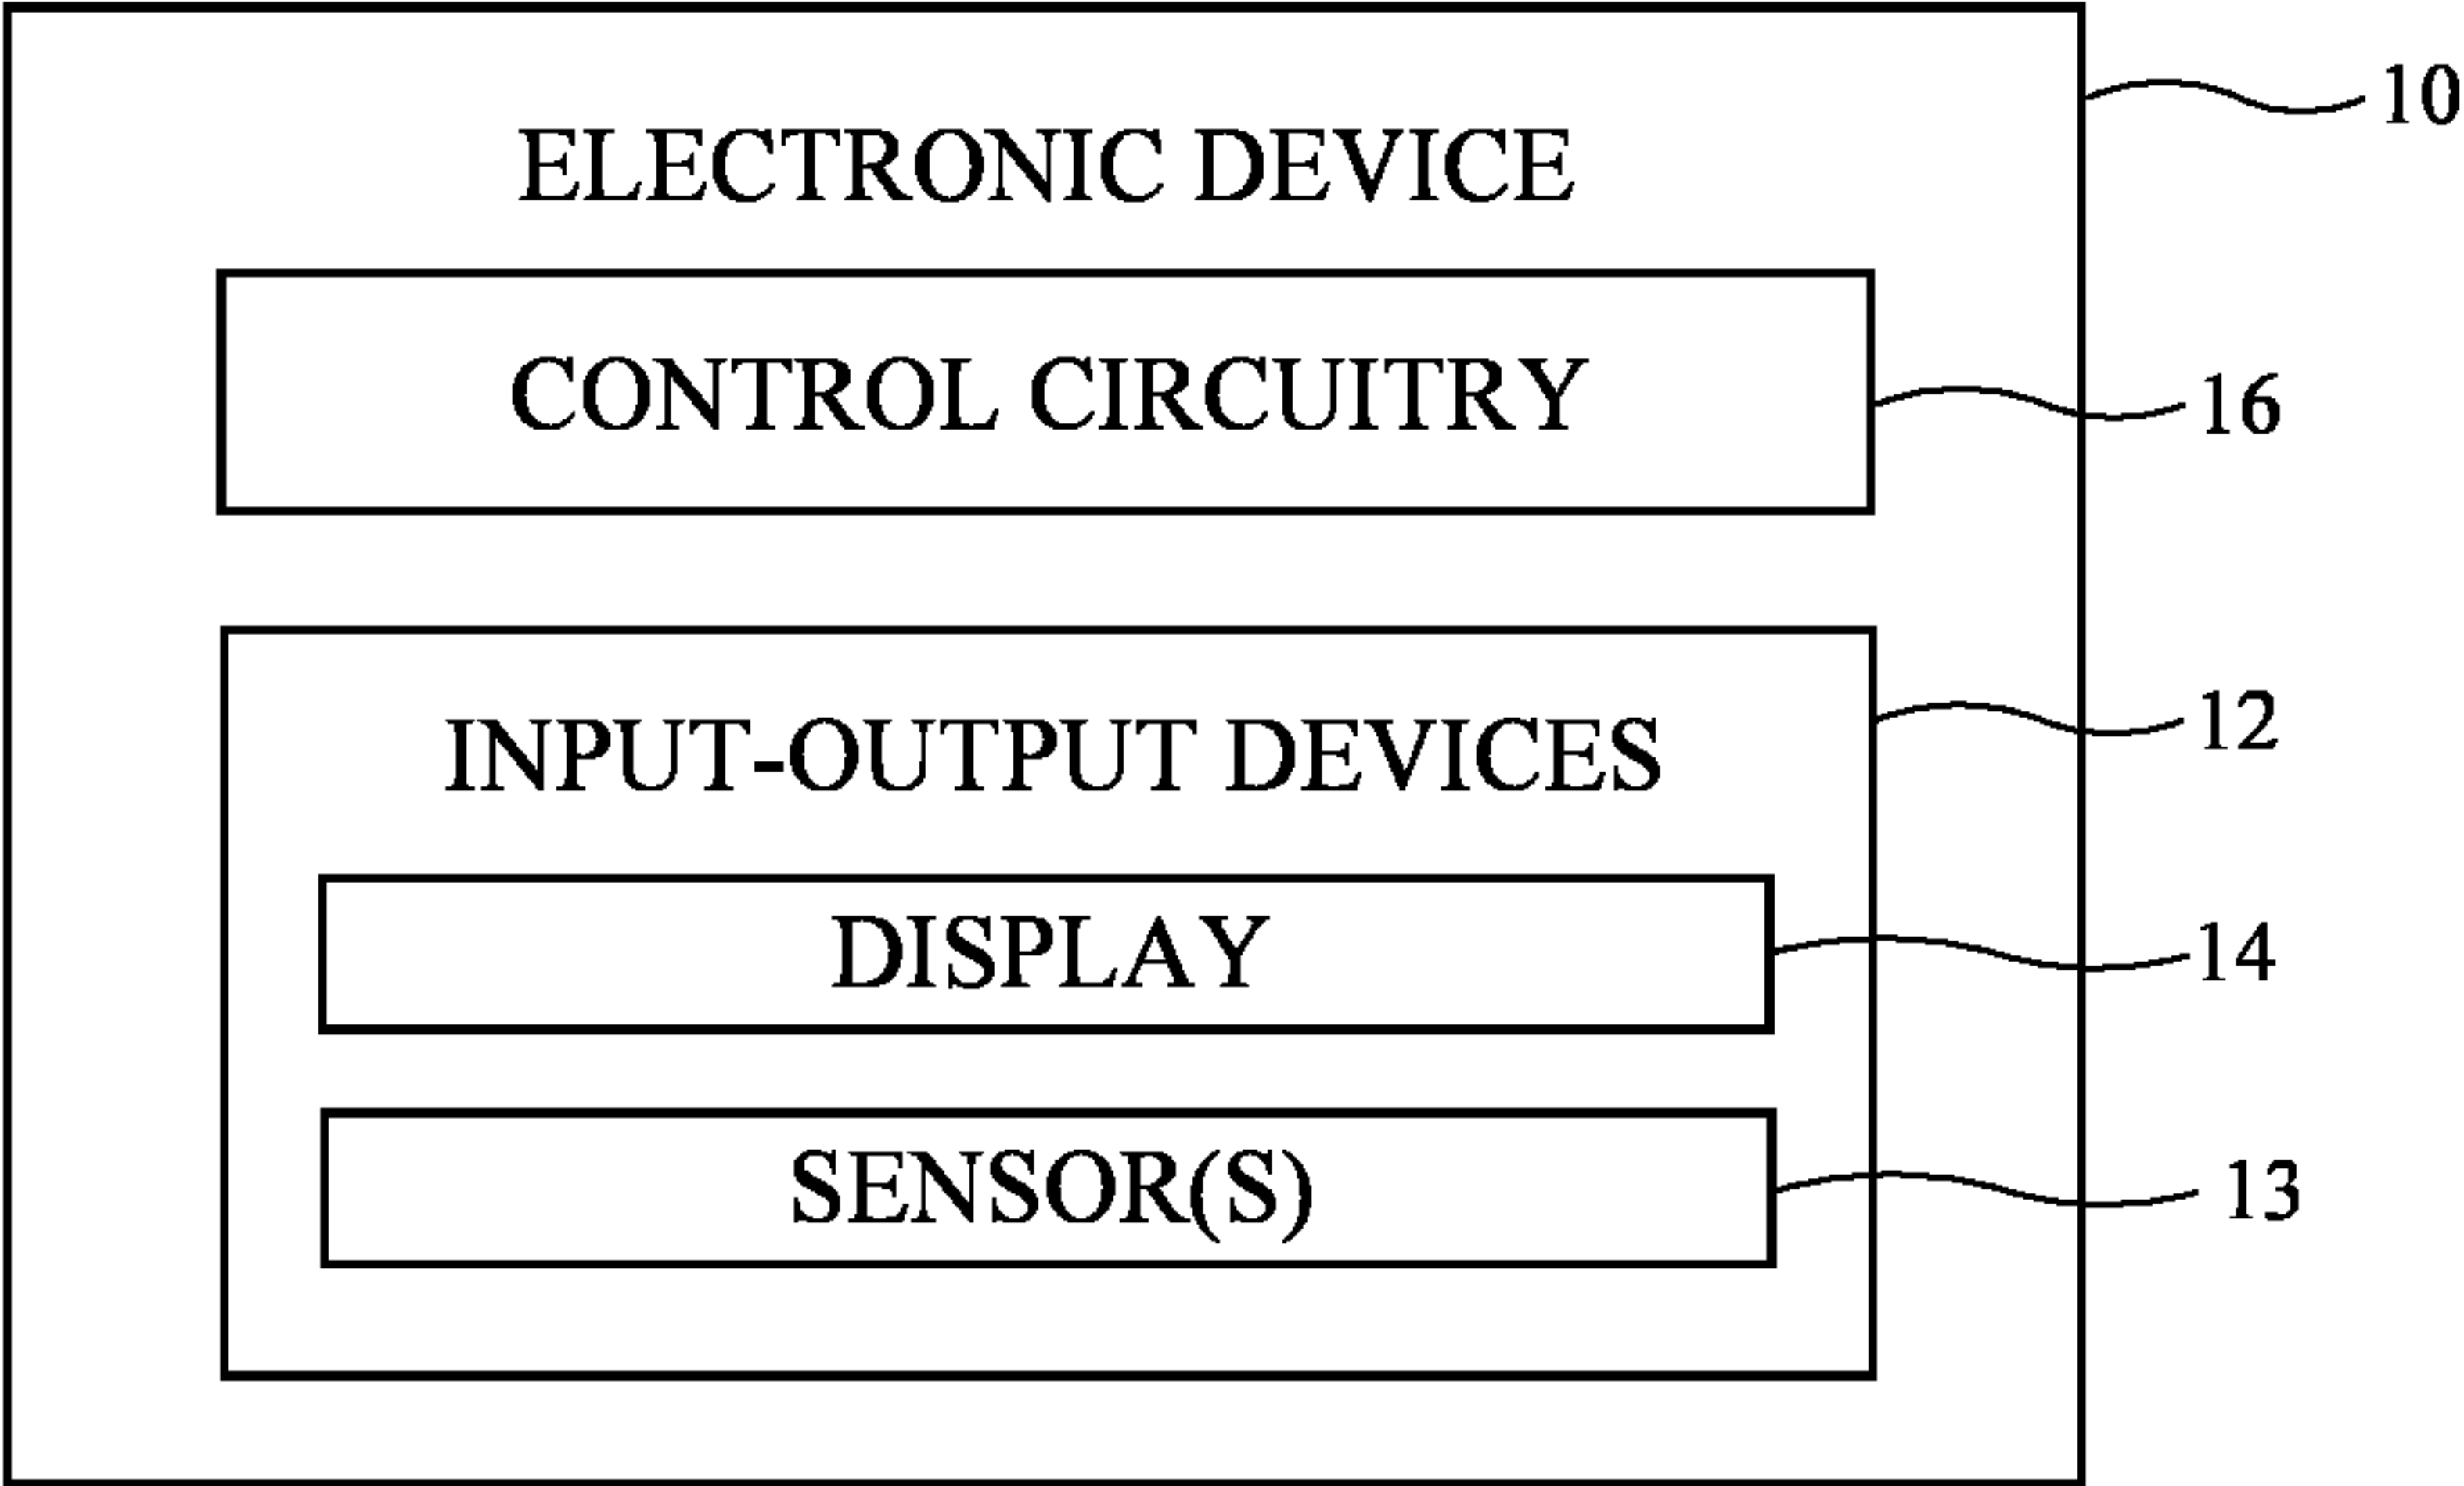 10
ELECTRONIC DEVICE
CONTROL CIRCUITRY
16
INPUT-OUTPUT DEVICES
12
DISPLAY
14
SENSOR(S)
13